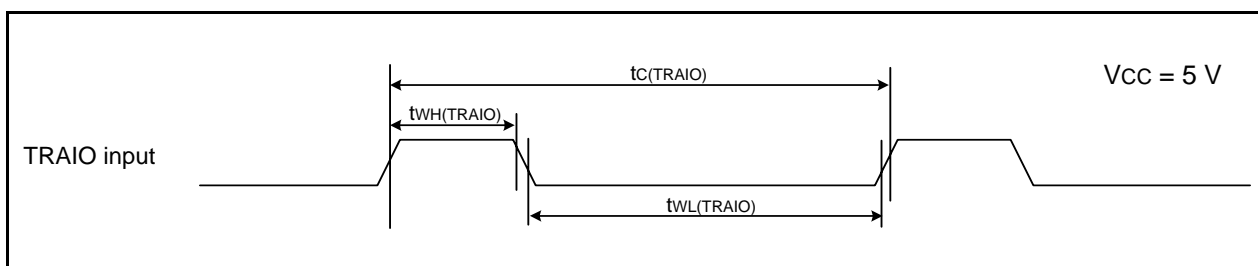 tC(TRAIO)
VCC = 5 V
tWH(TRAIO)
TRAIO input
tWL(TRAIO)